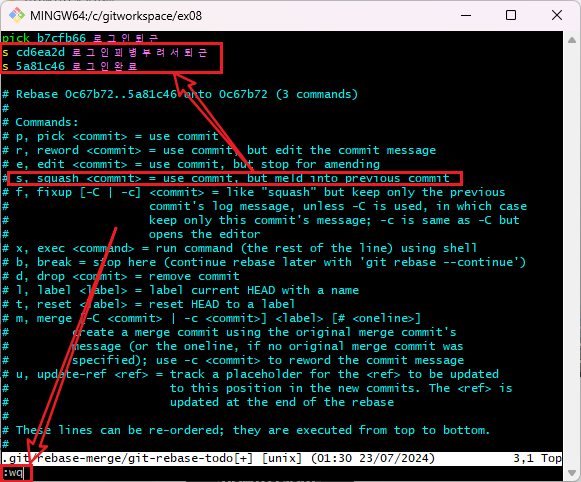 MINGW64:/c/gitworkspace/ex08
pick b7cfb66 로그인퇴근
s cd6ea2d 로그인꾀병부려서퇴근
s 5a81c46 로그인완료
# Rebase 0c67b72..5a81c46 onto 0c67b72 (3 commands)
#
# Commands:
# p, pick <commit> = use commit
# r, reword <commit> = use commit, but edit the commit message
# e, edit <commit> = use commit, but stop for amending
# s, squash <commit> = use commit, but meld into previous commit
# f, fixup [-C | -c] <commit> = like "squash" but keep only the previous
# commit's log message, unless -C is used, in which case
# keep only this commit's message; -c is same as -C but
# opens the editor
# x, exec <command> = run command (the rest of the line) using shell
# b, break = stop here (continue rebase later with 'git rebase --continue')
# d, drop <commit> = remove commit
# l, label <label> = label current HEAD with a name
# t, reset <label> = reset HEAD to a label
# m, merge [-C <commit> | -c <commit>] <label> [# <oneline>]
# create a merge commit using the original merge commit's
# message (or the oneline, if no original merge commit was
# specified); use -c <commit> to reword the commit message
# u, update-ref <ref> = track a placeholder for the <ref> to be updated
# to this position in the new commits. The <ref> is
# updated at the end of the rebase
#
# These lines can be re-ordered; they are executed from top to bottom.
#
.git/rebase-merge/git-rebase-todo[+] [unix] (01:30 23/07/2024) 3,1 Top
:wq